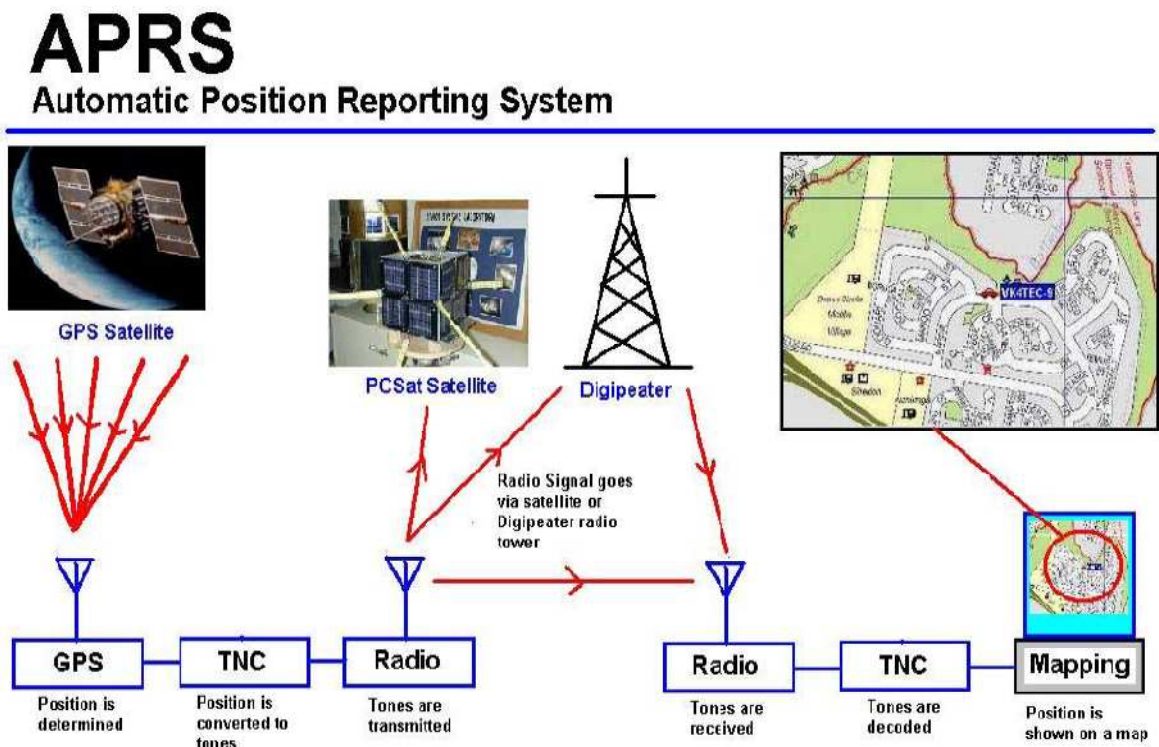 APRS
Automatic Position Reporting System
GPS Satellite
PCSat Satellite
Digipeater
VK4TEC-9
Village
Radio Signal goes
via satellite or
Digipeater radio
tower
GPS
TNC
Radio
Radio
TNC
Mapping
Position is
determined
Position is
converted to
tones
Tones are
transmitted
Tones are
received
Tones are
decoded
Position is
shown on a map